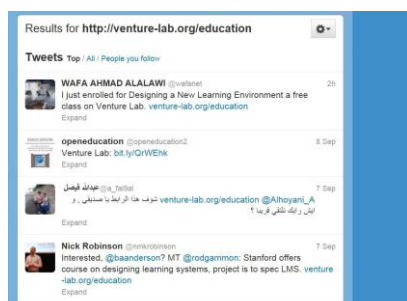 Results for http://venture-lab.org/education
Tweets Top / All / People you follow
WAFA AHMAD ALALAWI @wafanet 2h
I just enrolled for Designing a New Learning Environment a free
class on Venture Lab. venture-lab.org/education
Expand
openeducation @openeducation2 8 Sep
Venture Lab: bit.ly/QrWEhk
Expand
عبدالله فيصل @a_falsal 7 Sep
شوف هذا الرابط يا صديقي , و venture-lab.org/education @Alhoyani_A
ايش رايك نلتقي قريبا ؟
Expand
Nick Robinson @nmkrobinson 7 Sep
Interested, @baanderson? MT @rodgammon: Stanford offers
course on designing learning systems, project is to spec LMS. venture
-lab.org/education
Expand